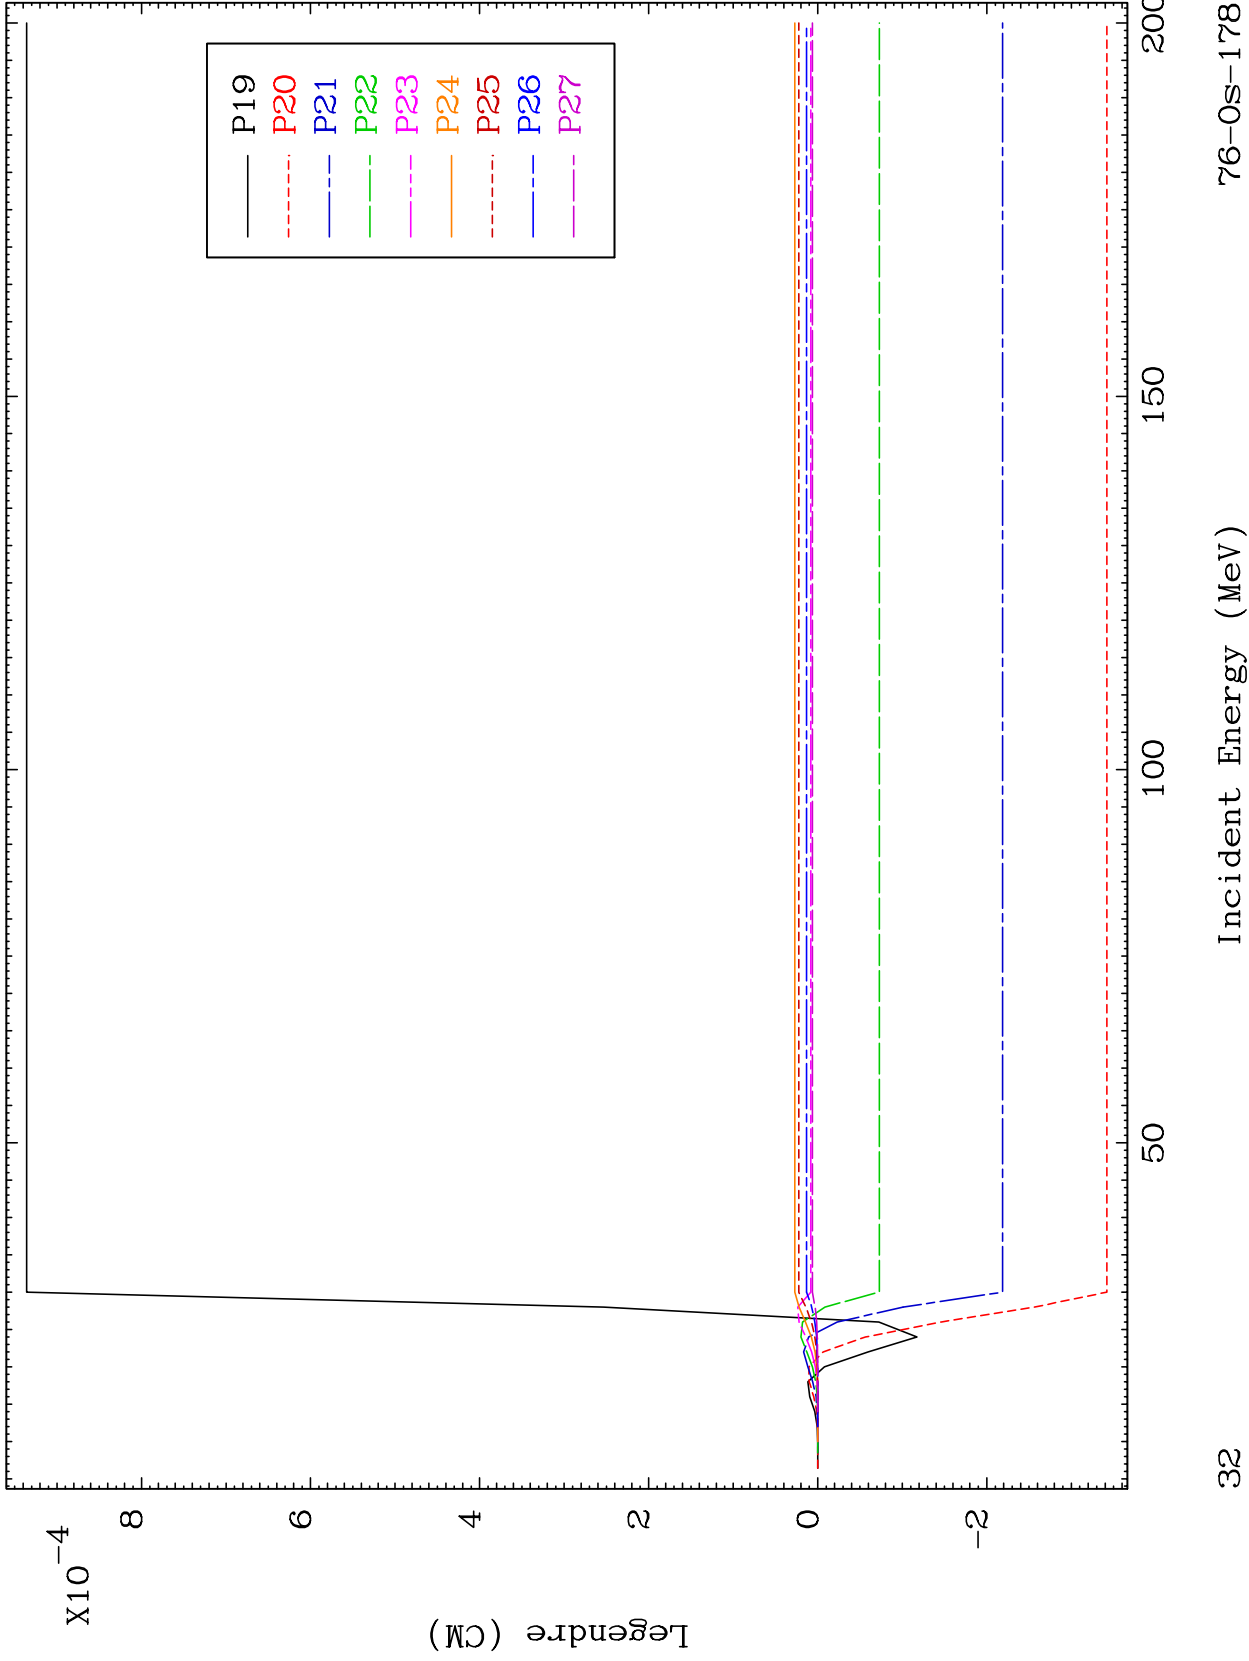 X10-4
8
6
4
2
0
-2
Legendre (CM)
P19
P20
P21
P22
P23
P24
P25
P26
P27
50
100
150
200
Incident Energy (MeV)
32
76-Os-178